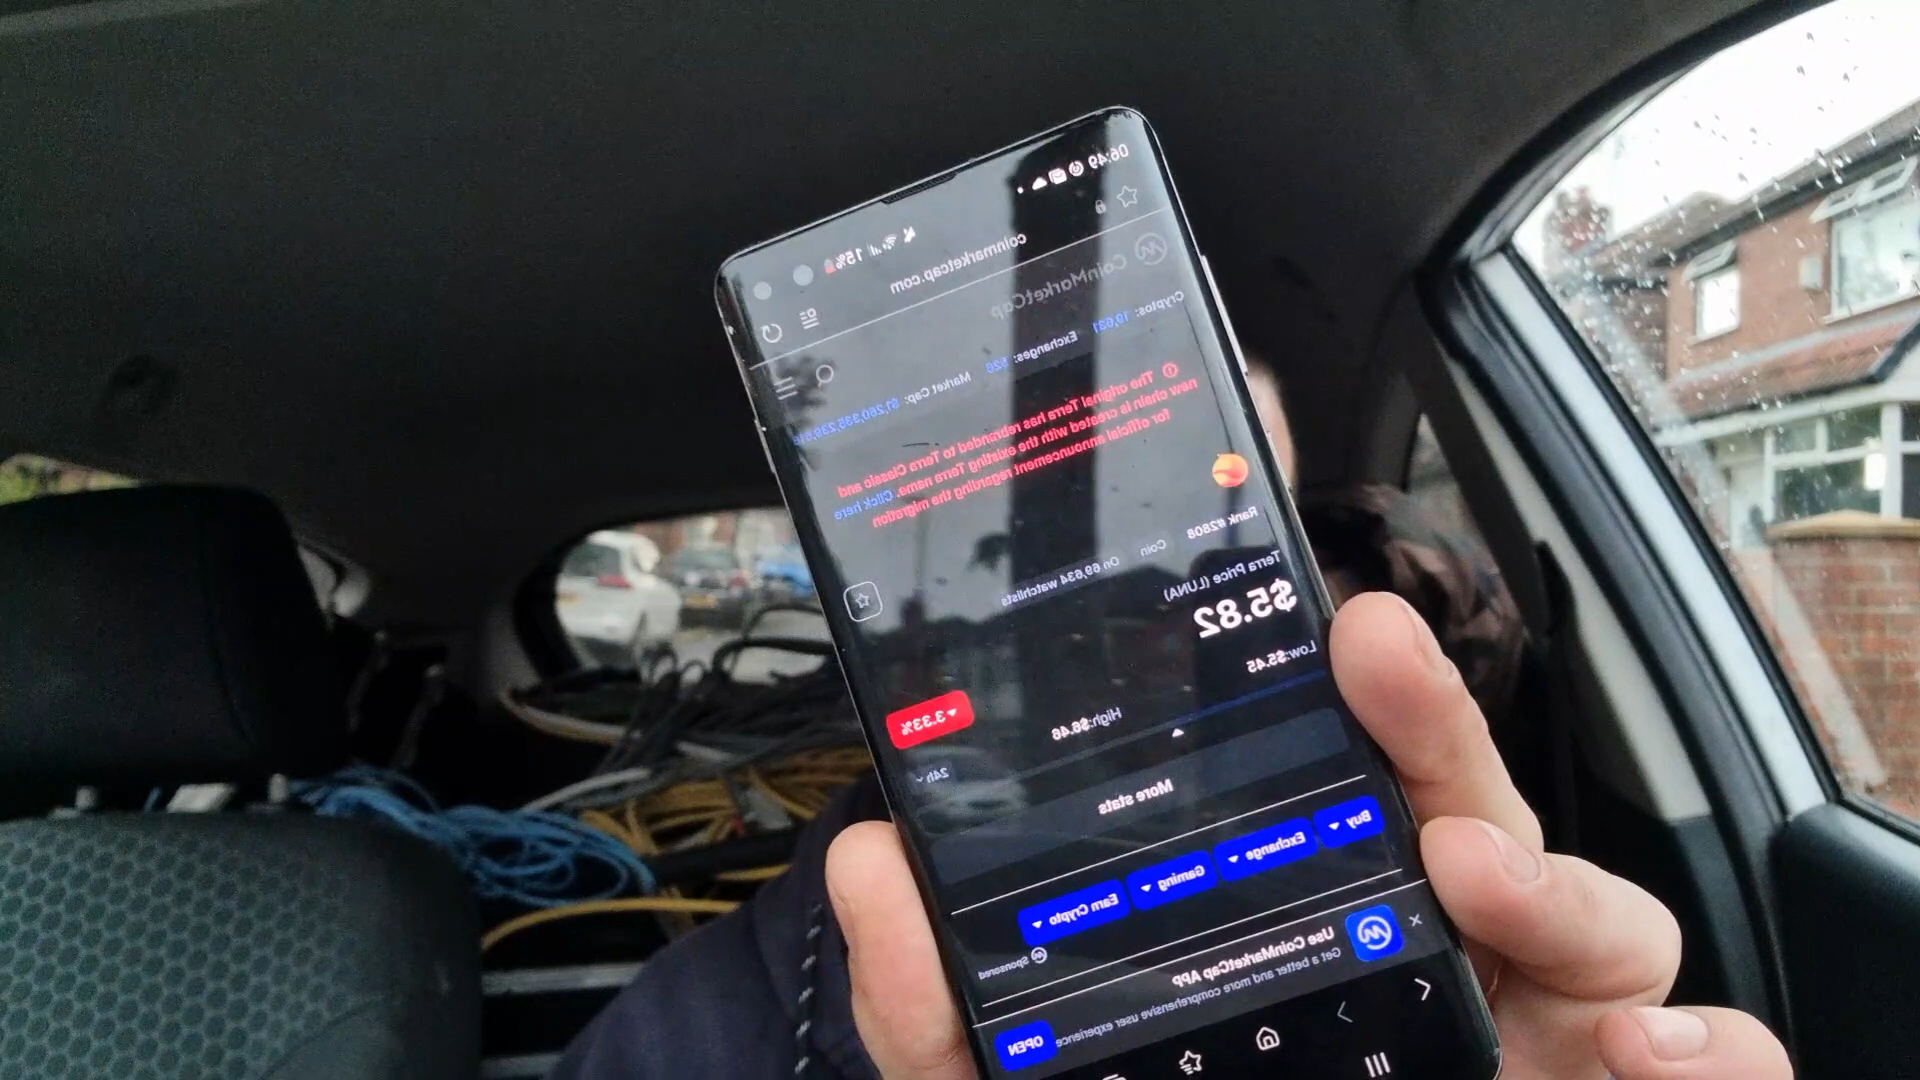 06:49
15%
coinmarketcap.com
CoinMarketCap
Cryptos: 19,631 Exchanges: 526 Market Cap:
The original Terra has rebranded to Terra Classic and
new chain is created with the existing Terra name. Click here
for official announcement regarding the migration
Rank #2808 Coin On 69,634 watchlists
Terra Price (LUNA)
$5.82
3.33%
Low:$5.45 High:$6.46 24h
More stats
Buy Exchange Gaming Earn Crypto
Sponsored
Use CoinMarketCap APP
Get a better and more comprehensive user experience
OPEN